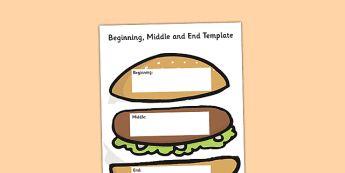 Beginning, Middle and End Template
Beginning:
Middle:
End: